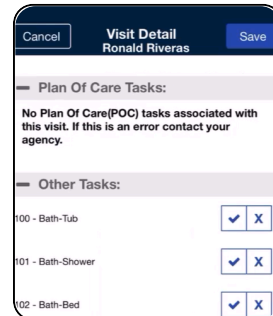 Cancel Visit Detail Save
Ronald Riveras
Plan Of Care Tasks:
No Plan Of Care(POC) tasks associated with
this visit. If this is an error contact your
agency.
Other Tasks:
100 - Bath-Tub X
101 - Bath-Shower X
102 - Bath-Bed X